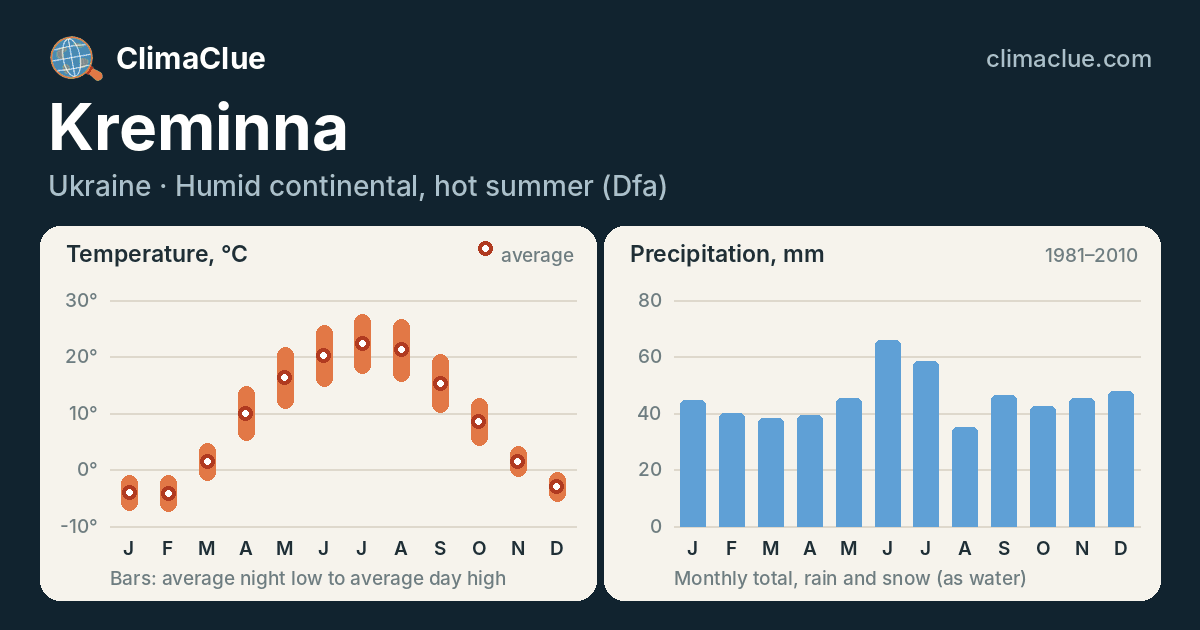 ClimaClue
climaclue.com
Kreminna
Ukraine · Humid continental, hot summer (Dfa)
Temperature, °C
average
30°
20°
10°
0°
-10°
J F M A M J J A S O N D
Bars: average night low to average day high
Precipitation, mm
1981–2010
80
60
40
20
0
J F M A M J J A S O N D
Monthly total, rain and snow (as water)